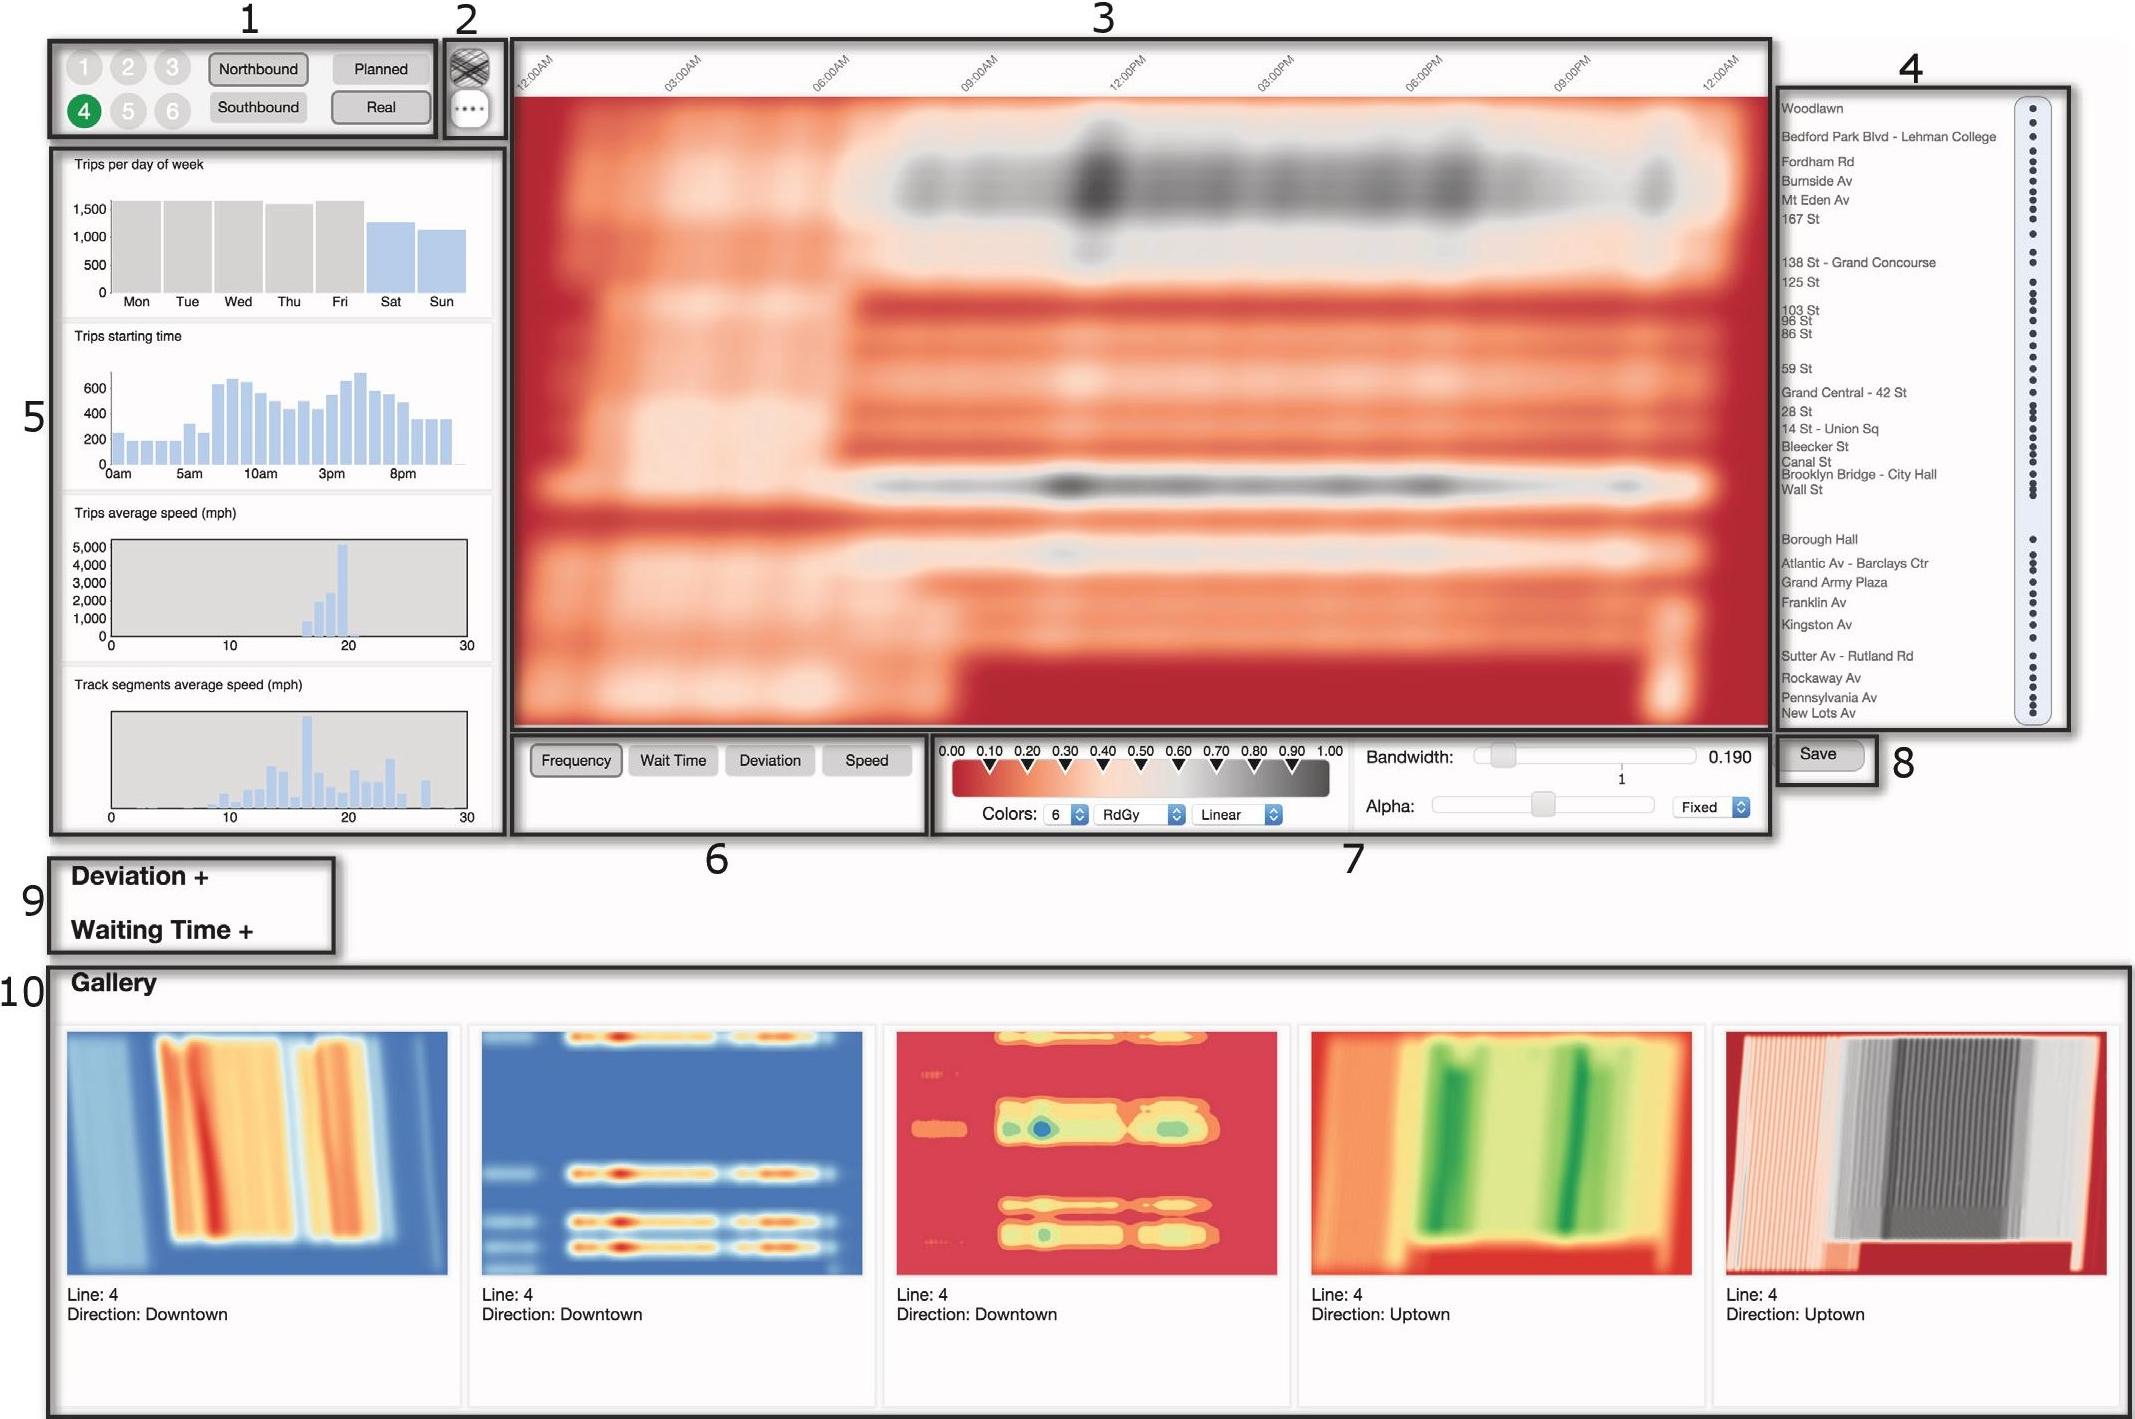 1
2
3
4
1 2 3 Northbound Planned
4 5 6 Southbound Real
12:00AM 03:00AM 06:00AM 09:00AM 12:00PM 03:00PM 06:00PM 09:00PM 12:00AM
Woodlawn
Bedford Park Blvd - Lehman College
Fordham Rd
Burnside Av
Mt Eden Av
167 St
138 St - Grand Concourse
125 St
103 St
96 St
86 St
59 St
Grand Central - 42 St
28 St
14 St - Union Sq
Bleecker St
Canal St
Brooklyn Bridge - City Hall
Wall St
Borough Hall
Atlantic Av - Barclays Ctr
Grand Army Plaza
Franklin Av
Kingston Av
Sutter Av - Rutland Rd
Rockaway Av
Pennsylvania Av
New Lots Av
5
Trips per day of week
1,500
1,000
500
0
Mon Tue Wed Thu Fri Sat Sun
Trips starting time
600
400
200
0
0am 5am 10am 3pm 8pm
Trips average speed (mph)
5,000
4,000
3,000
2,000
1,000
0
0 10 20 30
Track segments average speed (mph)
0 10 20 30
Frequency Wait Time Deviation Speed
6
0.00 0.10 0.20 0.30 0.40 0.50 0.60 0.70 0.80 0.90 1.00
Colors: 6 RdGy Linear
Bandwidth: 0.190
1
Alpha: Fixed
7
Save
8
9
Deviation +
Waiting Time +
10
Gallery
Line: 4
Direction: Downtown
Line: 4
Direction: Downtown
Line: 4
Direction: Downtown
Line: 4
Direction: Uptown
Line: 4
Direction: Uptown